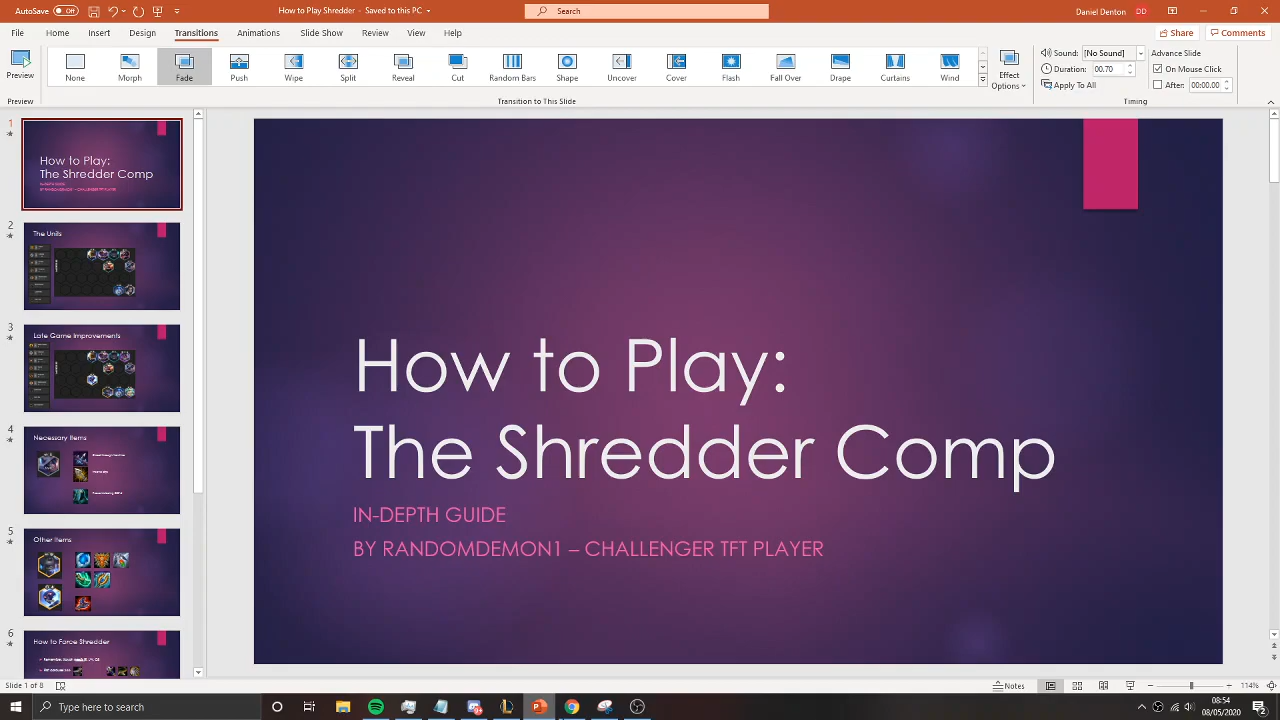 AutoSave Off
How to Play Shredder - Saved to this PC
Search
Daniel Denton DD
File Home Insert Design Transitions Animations Slide Show Review View Help
Share Comments
Preview
None Morph Fade Push Wipe Split Reveal Cut Random Bars Shape Uncover Cover Flash Fall Over Drape Curtains Wind
Effect
Options
Sound: [No Sound]
Duration: 00.70
Apply To All
Advance Slide
On Mouse Click
After: 00:00.00
Preview
Transition to This Slide
Timing
1
How to Play:
The Shredder Comp
2
The Units
3
Late Game Improvements
4
Necessary Items
5
Other Items
6
How to Force Shredder
How to Play:
The Shredder Comp
IN-DEPTH GUIDE
BY RANDOMDEMON1 – CHALLENGER TFT PLAYER
Slide 1 of 8
Notes
114%
Type here to search
08:54
08/05/2020